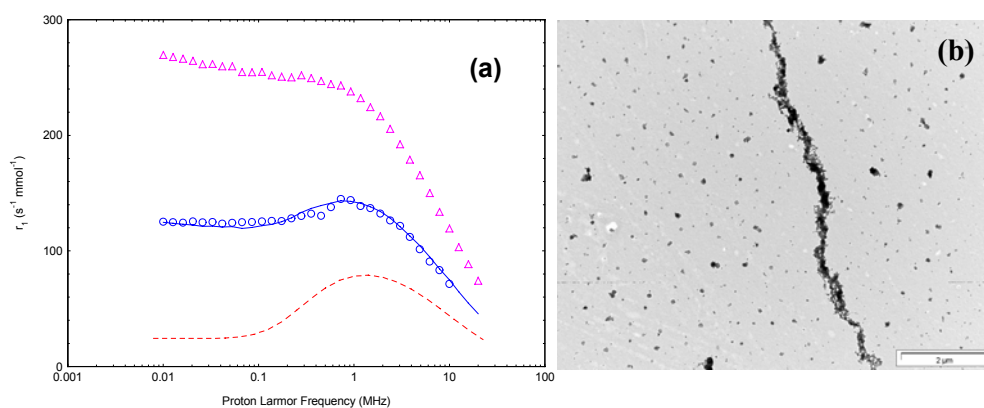 (a)
300
200
100
0
r₁ (s⁻¹ mmol⁻¹)
0.001 0.01 0.1 1 10 100
Proton Larmor Frequency (MHz)
(b)
2 µm